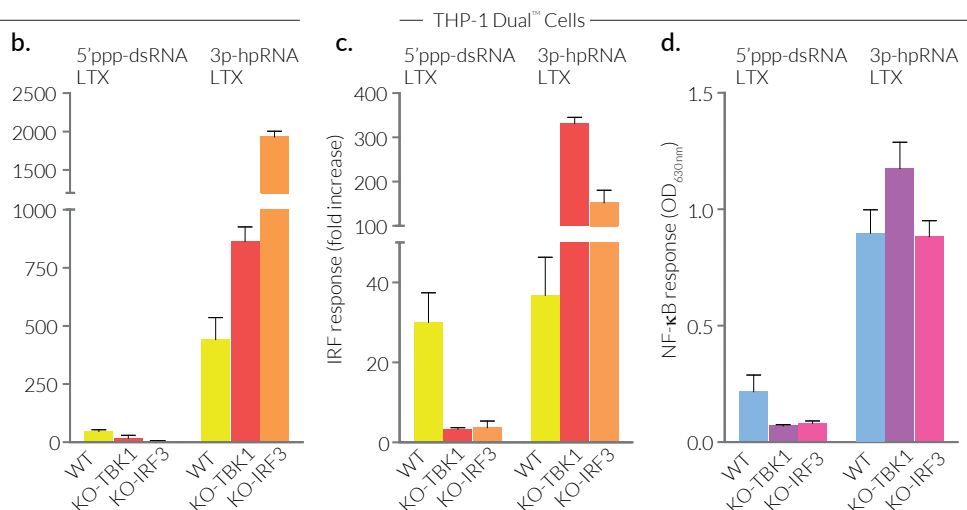 THP-1 Dual™ Cells
b.
5'ppp-dsRNA
LTX
3p-hpRNA
LTX
2500
2000
1500
1000
750
500
250
0
WT
KO-TBK1
KO-IRF3
WT
KO-TBK1
KO-IRF3
c.
5'ppp-dsRNA
LTX
3p-hpRNA
LTX
IRF response (fold increase)
400
300
200
100
40
20
0
WT
KO-TBK1
KO-IRF3
WT
KO-TBK1
KO-IRF3
d.
5'ppp-dsRNA
LTX
3p-hpRNA
LTX
NF-κB response (OD630nm)
1.5
1.0
0.5
0.0
WT
KO-TBK1
KO-IRF3
WT
KO-TBK1
KO-IRF3